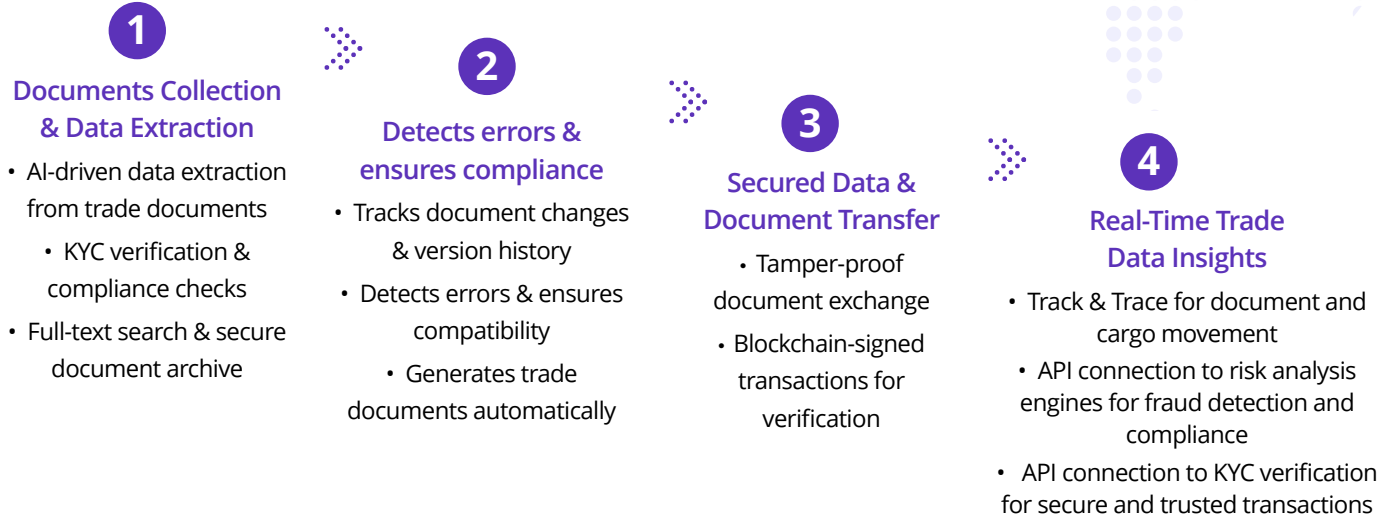 1
Documents Collection
& Data Extraction
• AI-driven data extraction
from trade documents
• KYC verification &
compliance checks
• Full-text search & secure
document archive
2
Detects errors &
ensures compliance
• Tracks document changes
& version history
• Detects errors & ensures
compatibility
• Generates trade
documents automatically
3
Secured Data &
Document Transfer
• Tamper-proof
document exchange
• Blockchain-signed
transactions for
verification
4
Real-Time Trade
Data Insights
• Track & Trace for document and
cargo movement
• API connection to risk analysis
engines for fraud detection and
compliance
• API connection to KYC verification
for secure and trusted transactions